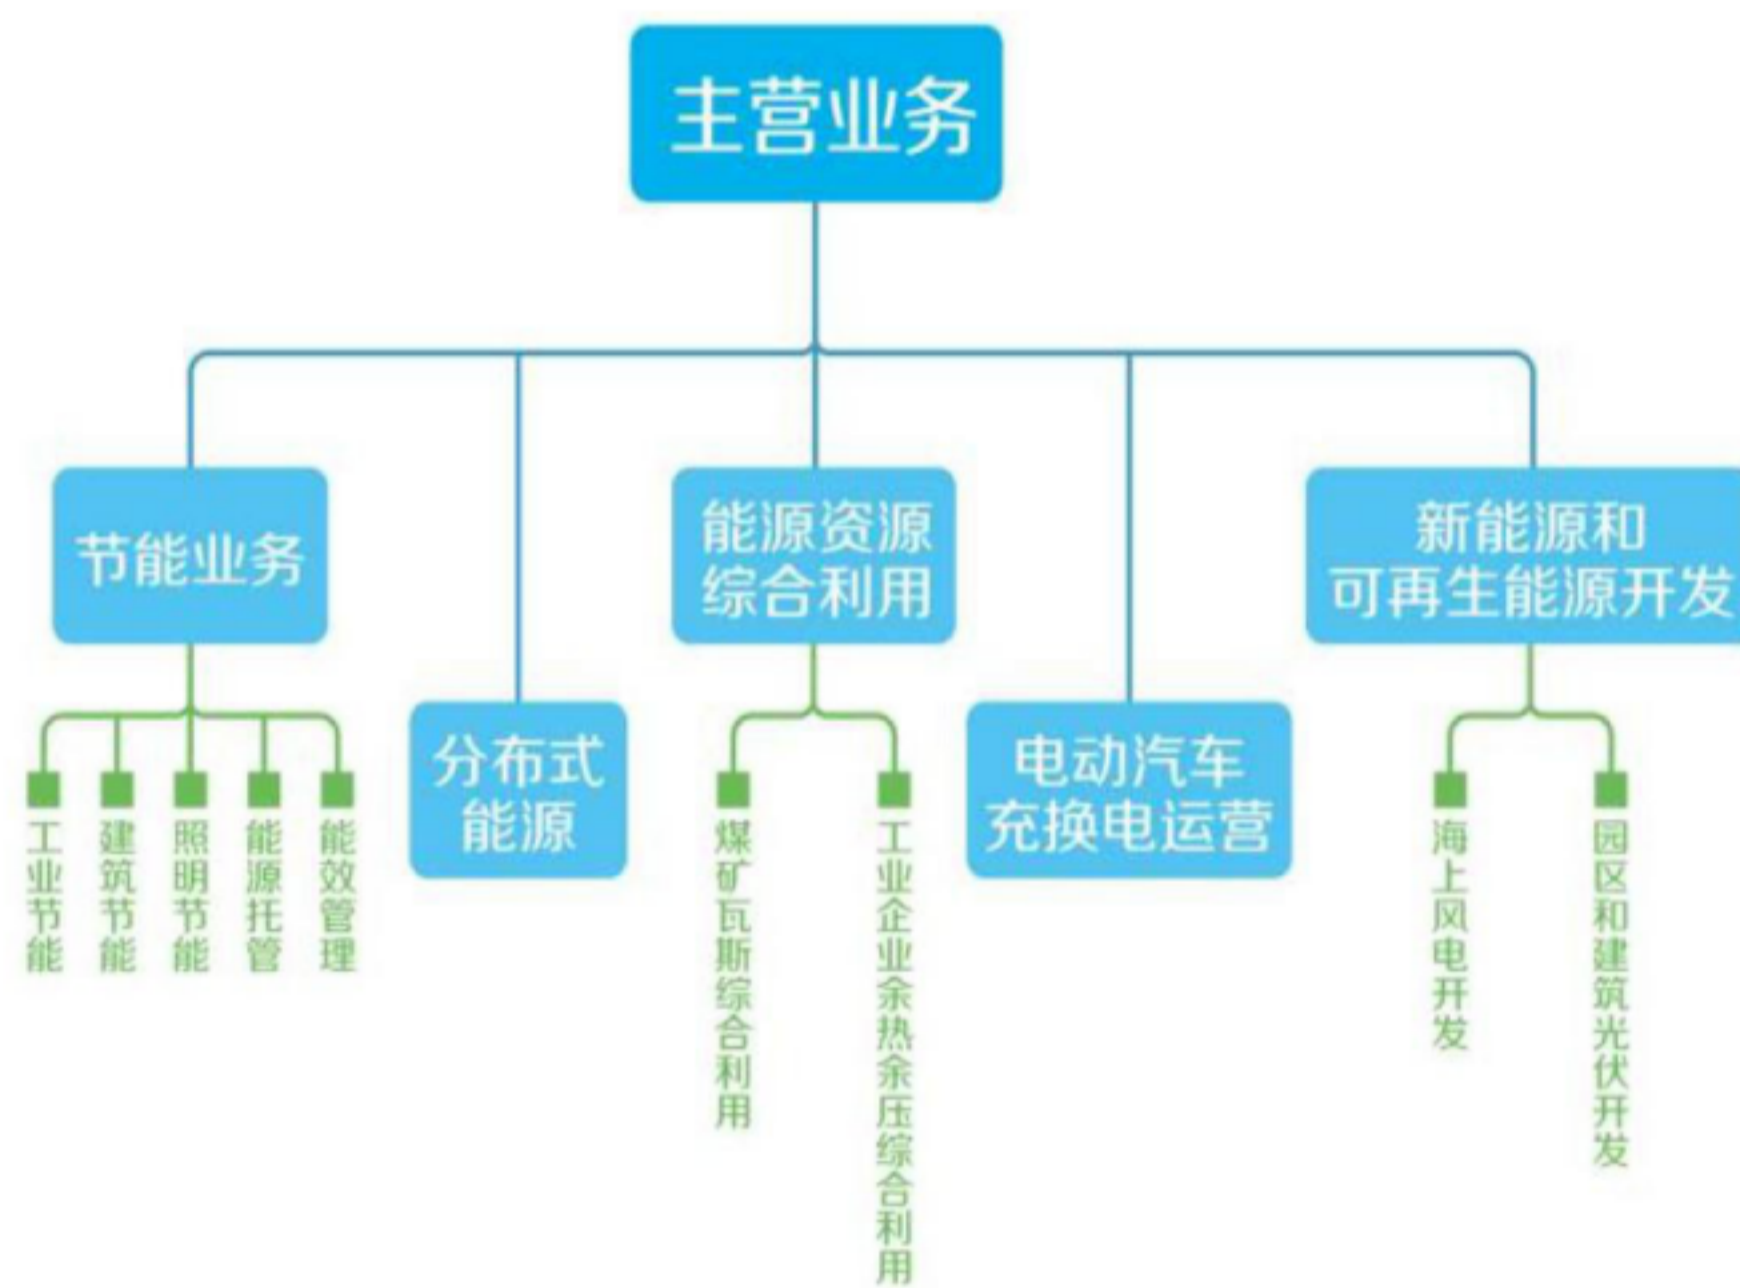 主营业务
节能业务
能源资源
综合利用
新能源和
可再生能源开发
分布式
能源
电动汽车
充换电运营
工业节能
建筑节能
照明节能
能源托管
能效管理
煤矿瓦斯综合利用
工业企业余热余压综合利用
海上风电开发
园区和建筑光伏开发